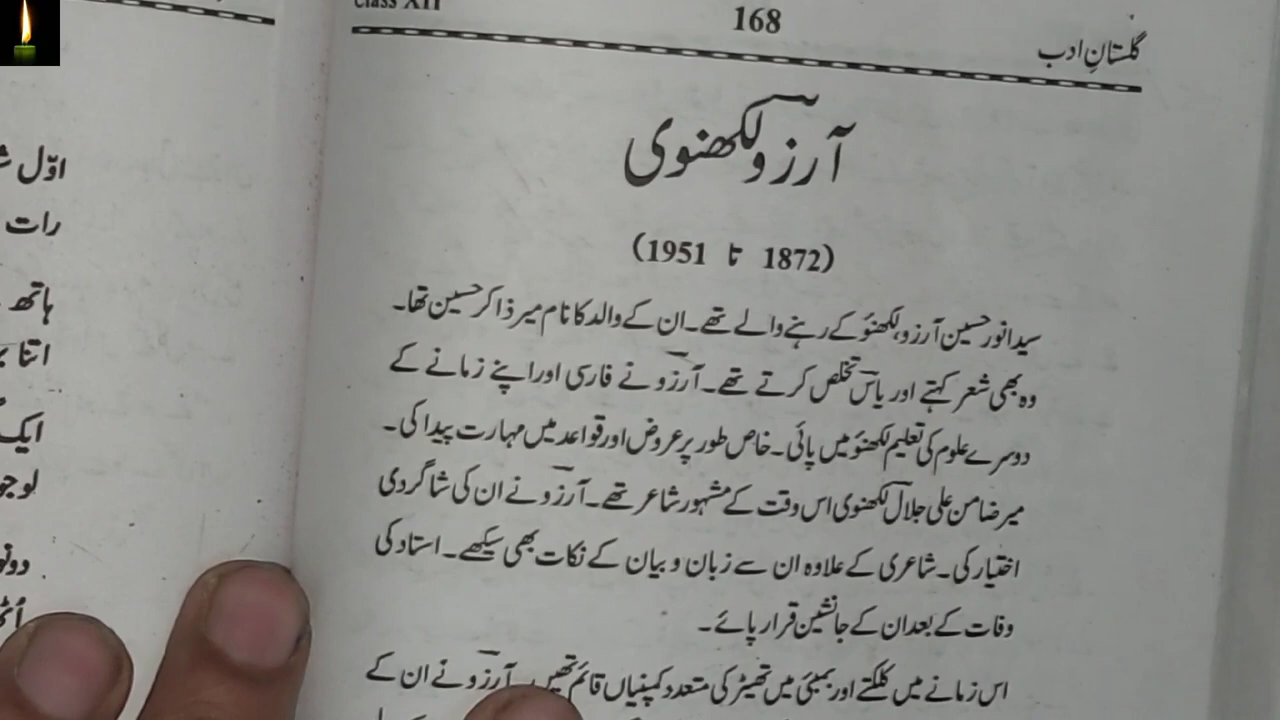 Class XII
168
گلستانِ ادب
آرزو لکھنوی
(1872 تا 1951)
سید انور حسین آرزو، لکھنؤ کے رہنے والے تھے۔ ان کے والد کا نام میر ذاکر حسین تھا۔
وہ بھی شعر کہتے اور یاسؔ تخلص کرتے تھے۔ آرزوؔ نے فارسی اور اپنے زمانے کے
دوسرے علوم کی تعلیم لکھنؤ میں پائی۔ خاص طور پر عروض اور قواعد میں مہارت پیدا کی۔
میر ضامن علی جلالؔ لکھنوی اس وقت کے مشہور شاعر تھے۔ آرزوؔ نے ان کی شاگردی
اختیار کی۔ شاعری کے علاوہ ان سے زبان و بیان کے نکات بھی سیکھے۔ استاد کی
وفات کے بعد ان کے جانشین قرار پائے۔
اس زمانے میں کلکتے اور بمبئی میں تھیٹر کی متعدد کمپنیاں قائم تھیں۔ آرزوؔ نے ان کے
اوّل
رات
ہاتھ
اتنا
ایک